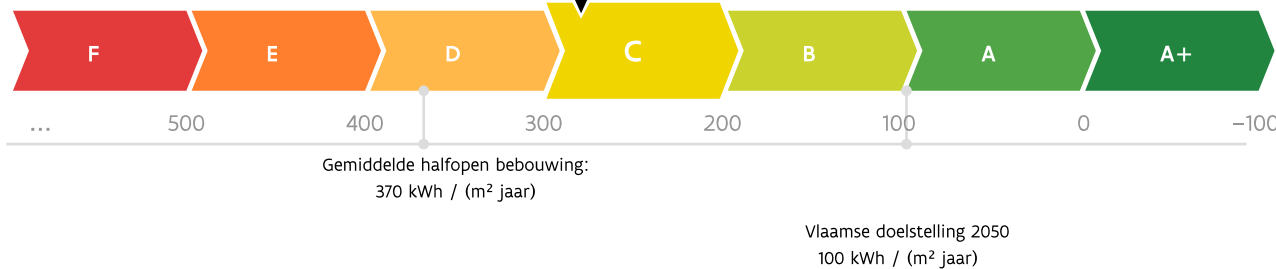 F E D C B A A+
... 500 400 300 200 100 0 –100
Gemiddelde halfopen bebouwing:
370 kWh / (m² jaar)
Vlaamse doelstelling 2050
100 kWh / (m² jaar)